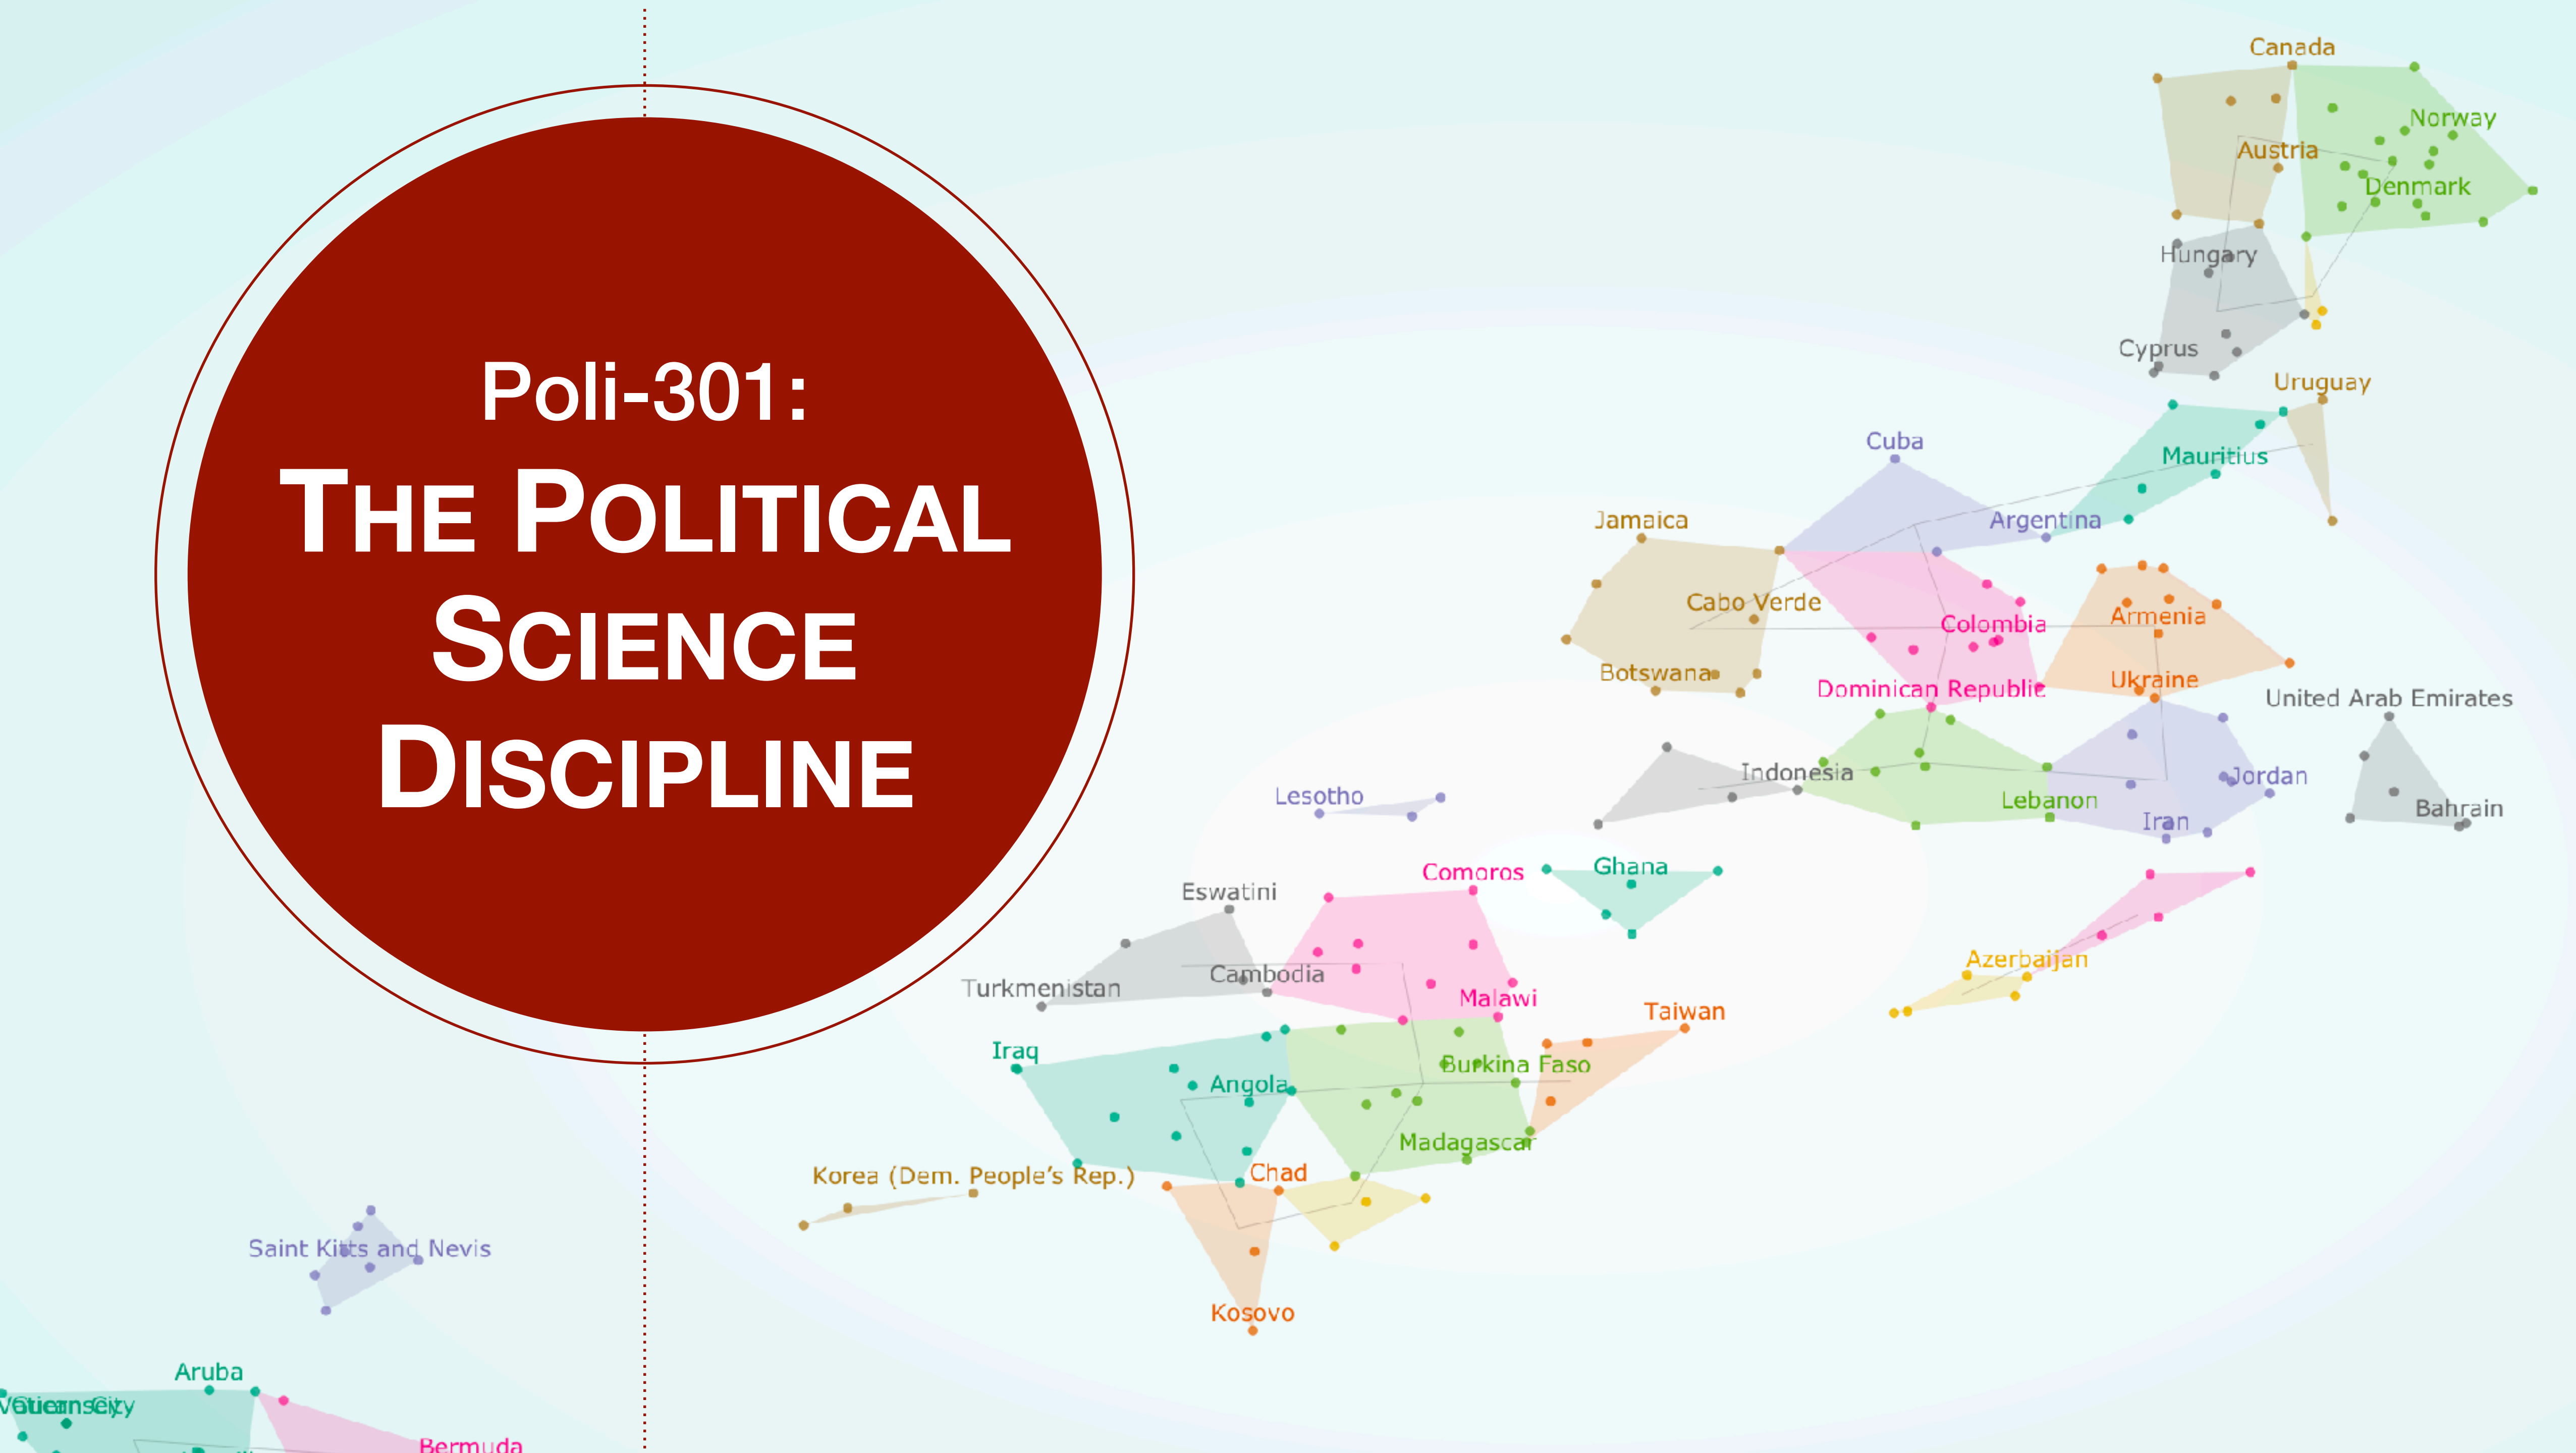 Poli-301:
THE POLITICAL
SCIENCE
DISCIPLINE
Canada
Norway
Austria
Denmark
Hungary
Cyprus
Uruguay
Cuba
Mauritius
Jamaica
Argentina
Cabo Verde
Colombia
Armenia
Botswana
Dominican Republic
Ukraine
United Arab Emirates
Indonesia
Jordan
Lesotho
Lebanon
Bahrain
Iran
Comoros
Ghana
Eswatini
Azerbaijan
Turkmenistan
Cambodia
Malawi
Taiwan
Iraq
Burkina Faso
Angola
Madagascar
Korea (Dem. People's Rep.)
Chad
Saint Kitts and Nevis
Kosovo
Aruba
Bermuda